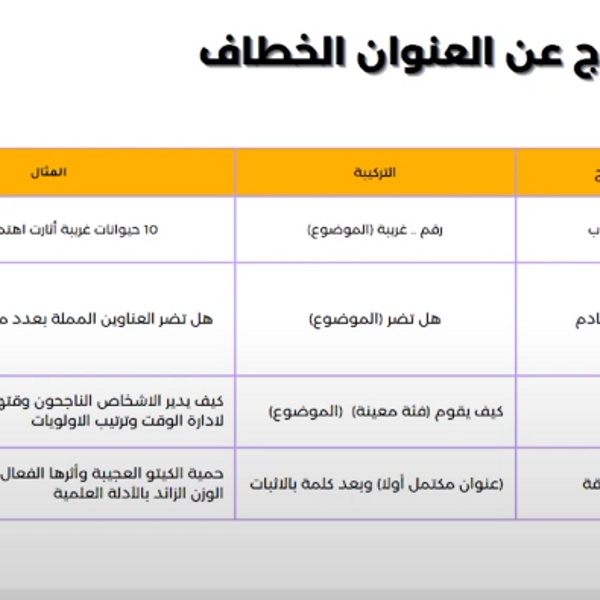 ج عن العنوان الخطاف
ج التركيبة المثال
ب رقم .. غريبة (الموضوع) 10 حيوانات غريبة أثارت
ادم هل تضر (الموضوع) هل تضر العناوين المملة بعدد
كيف يقوم (فئة معينة) (الموضوع) كيف يدير الاشخاص الناجحون
لادارة الوقت وترتيب الاولويات
قة (عنوان مكتمل أولا) وبعد كلمة بالاثبات حمية الكيتو العجيبة وأثرها الفعال
الوزن الزائد بالأدلة العلمية